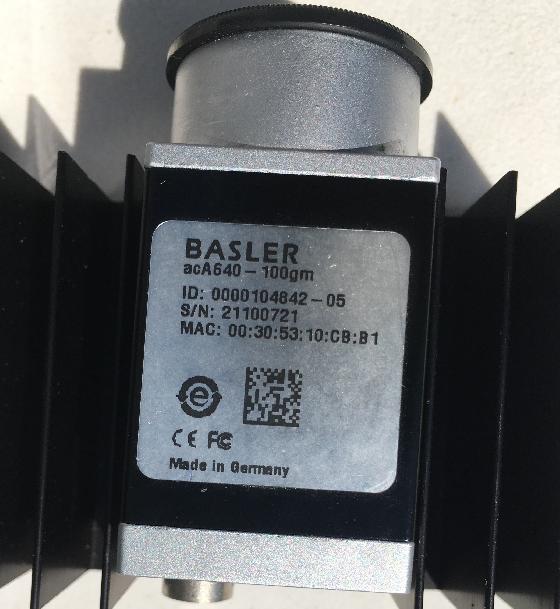 BASLER
acA640-100gm
ID: 0000104842-05
S/N: 21100721
MAC: 00:30:53:10:CB:B1
e
CE FC
Made in Germany